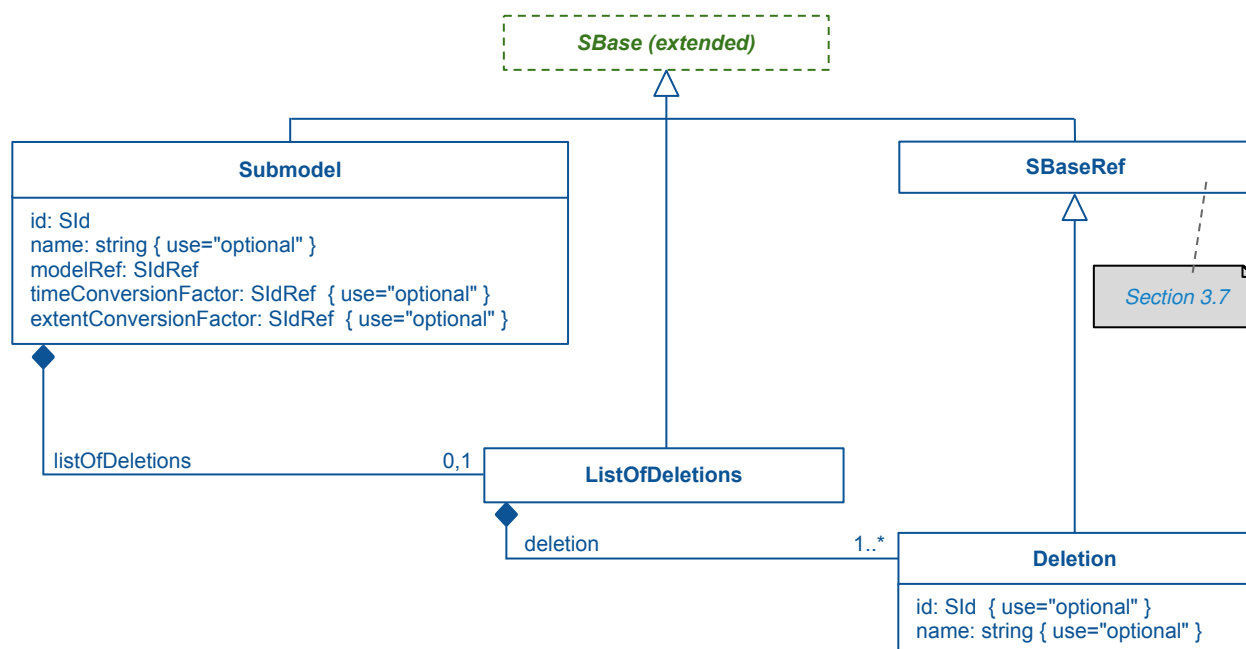 SBase (extended)
Submodel
SBaseRef
id: SId
name: string { use="optional" }
modelRef: SIdRef
timeConversionFactor: SIdRef { use="optional" }
extentConversionFactor: SIdRef { use="optional" }
Section 3.7
listOfDeletions
0,1
ListOfDeletions
deletion
1..*
Deletion
id: SId { use="optional" }
name: string { use="optional" }